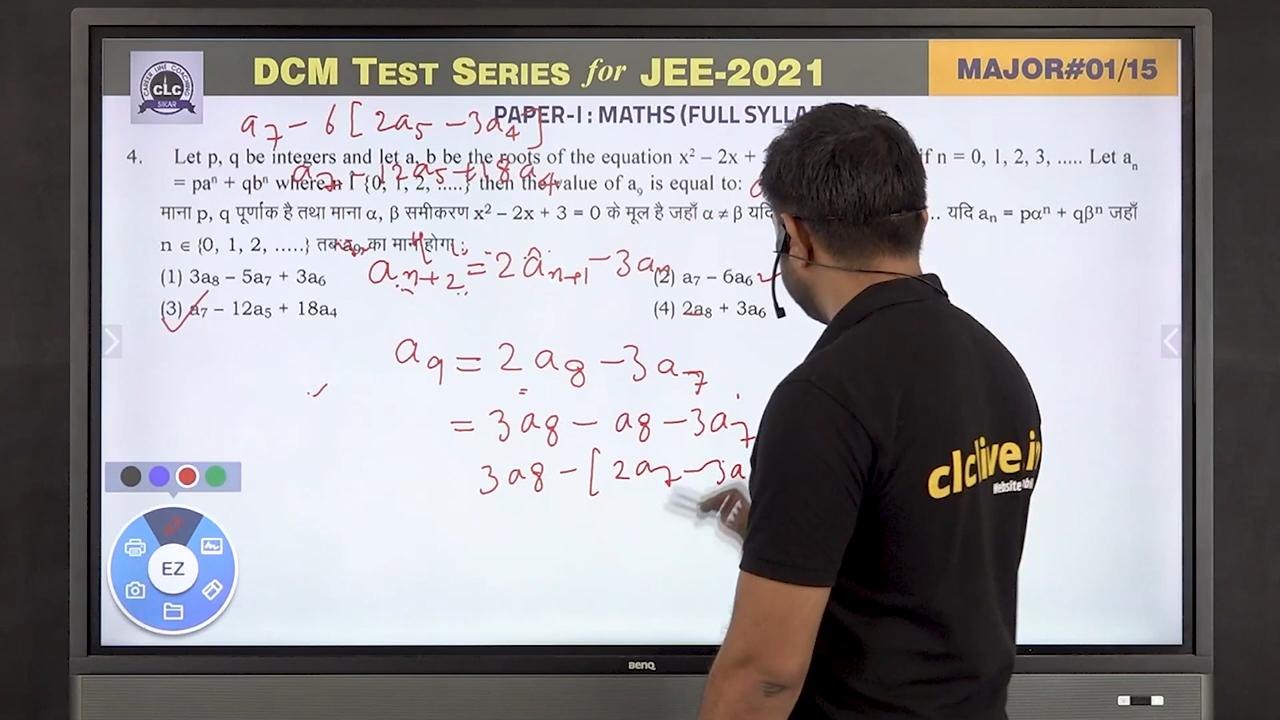 DCM TEST SERIES for JEE-2021
MAJOR#01/15
CAREER LINE COACHING
CLC
SIKAR
PAPER-I : MATHS (FULL
a₇ − 6 [2a₅ − 3a₄]
4. Let p, q be integers and let a, b be the roots of the equation x² − 2x + if n = 0, 1, 2, 3, ..... Let aₙ
a₇ − 12a₅ + 18a₄
= paⁿ + qbⁿ where n Î {0, 1, 2, .....} then the value of a₉ is equal to:
माना p, q पूर्णांक है तथा माना α, β समीकरण x² − 2x + 3 = 0 के मूल है जहाँ α ≠ β यदि .. यदि aₙ = pαⁿ + qβⁿ जहाँ
n ∈ {0, 1, 2, .....} तब a₉ का मान होगा :
aₙ₊₂ = 2aₙ₊₁ − 3aₙ
(1) 3a₈ − 5a₇ + 3a₆
(2) a₇ − 6a₆
(3) a₇ − 12a₅ + 18a₄
(4) 2a₈ + 3a₆
a₉ = 2a₈ − 3a₇
= 3a₈ − a₈ − 3a₇
3a₈ − [2a₇ − 3a
EZ
clclive.in
Website
BenQ